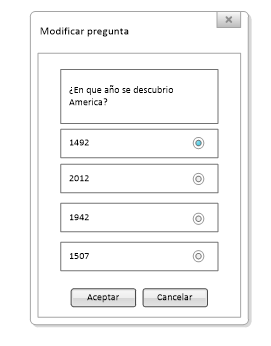 Modificar pregunta
¿En que año se descubrio
America?
1492
2012
1942
1507
Aceptar Cancelar